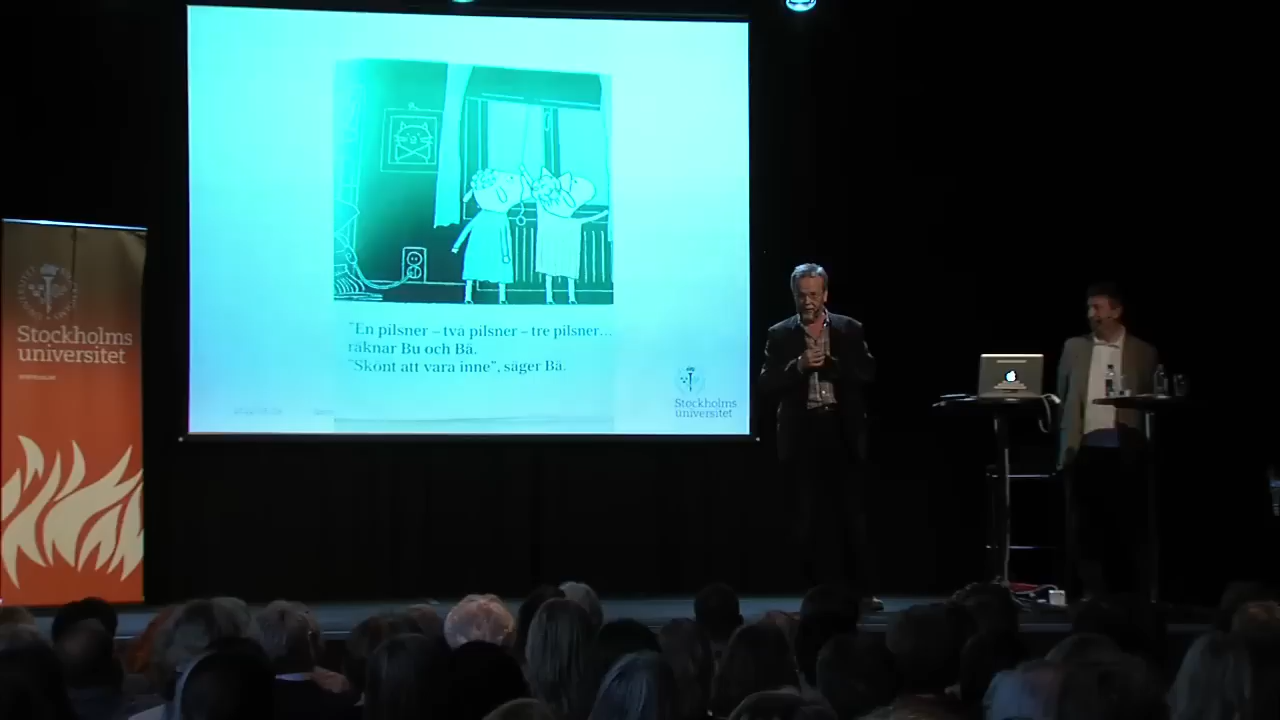 "En pilsner – två pilsner – tre pilsner...
räknar Bu och Bä.
"Skönt att vara inne", säger Bä.
Stockholms
universitet
Stockholms
universitet